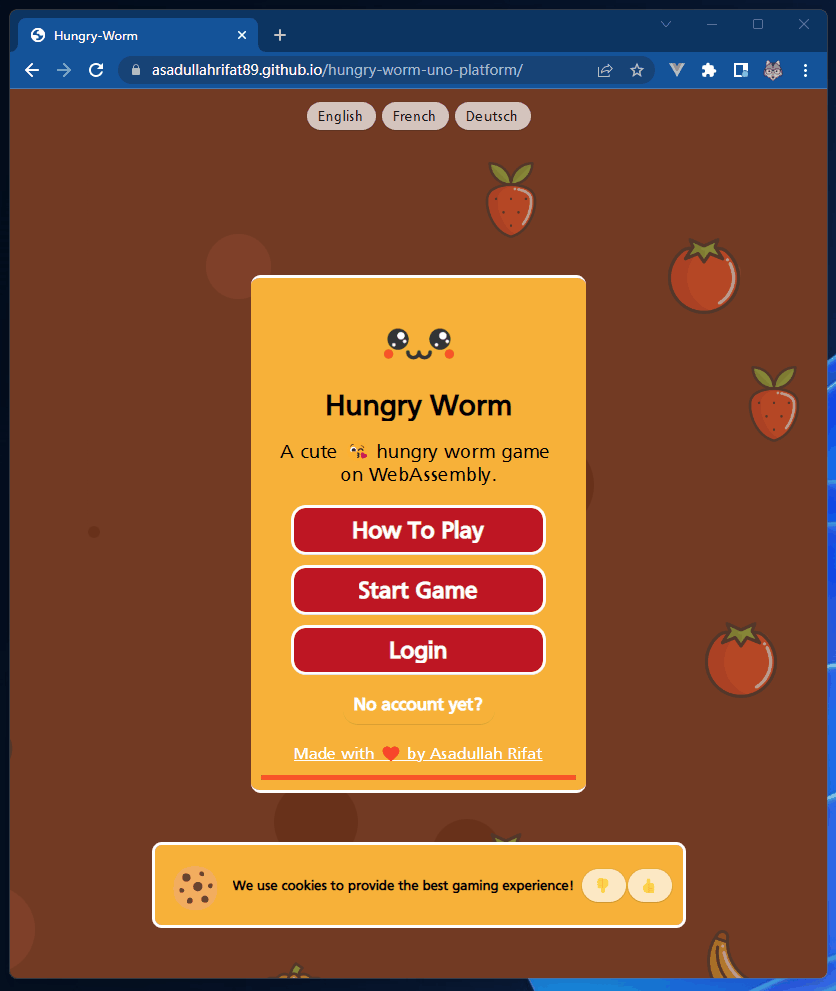 Hungry-Worm
asadullahrifat89.github.io/hungry-worm-uno-platform/
English French Deutsch
Hungry Worm
A cute 😘 hungry worm game
on WebAssembly.
How To Play
Start Game
Login
No account yet?
Made with ❤️ by Asadullah Rifat
We use cookies to provide the best gaming experience! 👎 👍